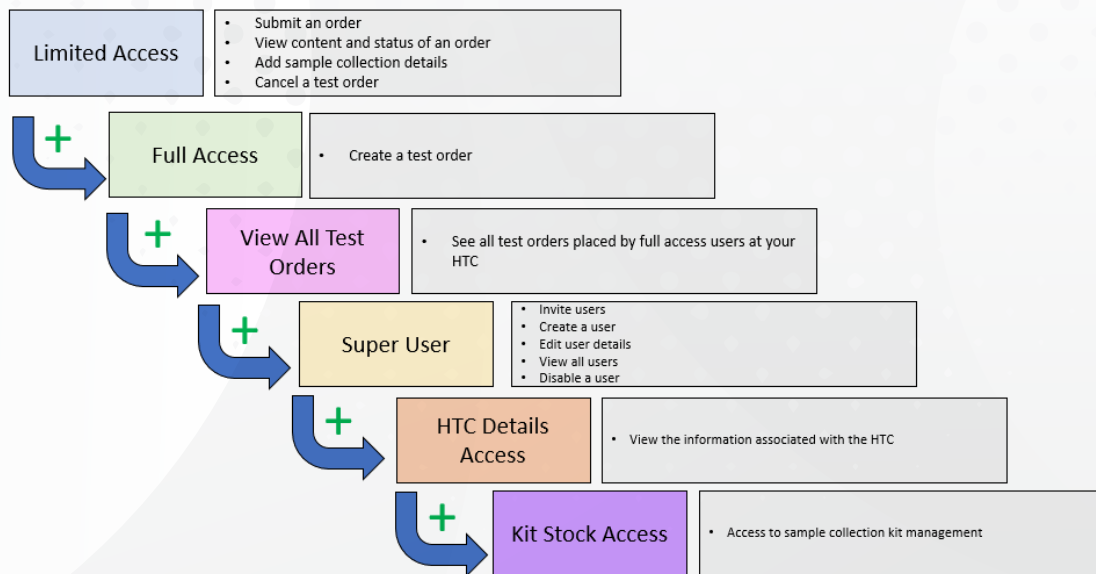 Limited Access
• Submit an order
• View content and status of an order
• Add sample collection details
• Cancel a test order
+
Full Access
• Create a test order
+
View All Test
Orders
• See all test orders placed by full access users at your
HTC
+
Super User
• Invite users
• Create a user
• Edit user details
• View all users
• Disable a user
+
HTC Details
Access
• View the information associated with the HTC
+
Kit Stock Access
• Access to sample collection kit management